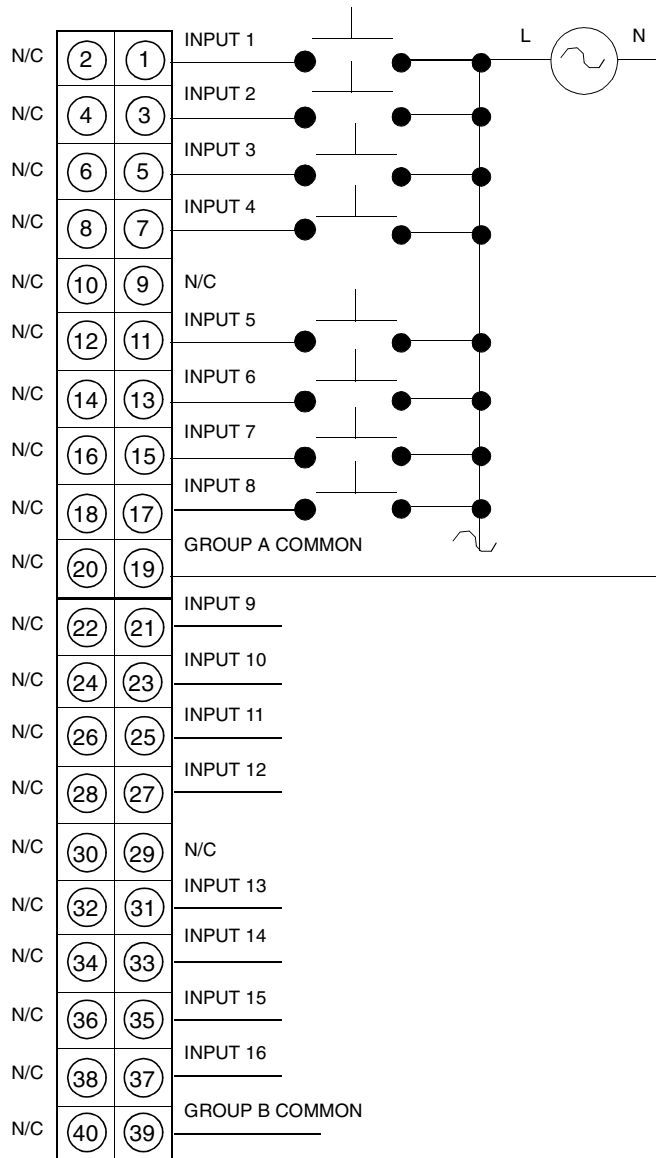 INPUT 1 L N
N/C 2 1
INPUT 2
N/C 4 3
INPUT 3
N/C 6 5
INPUT 4
N/C 8 7
N/C 10 9 N/C
INPUT 5
N/C 12 11
INPUT 6
N/C 14 13
INPUT 7
N/C 16 15
INPUT 8
N/C 18 17
GROUP A COMMON
N/C 20 19
INPUT 9
N/C 22 21
INPUT 10
N/C 24 23
INPUT 11
N/C 26 25
INPUT 12
N/C 28 27
N/C 30 29 N/C
INPUT 13
N/C 32 31
INPUT 14
N/C 34 33
INPUT 15
N/C 36 35
INPUT 16
N/C 38 37
GROUP B COMMON
N/C 40 39